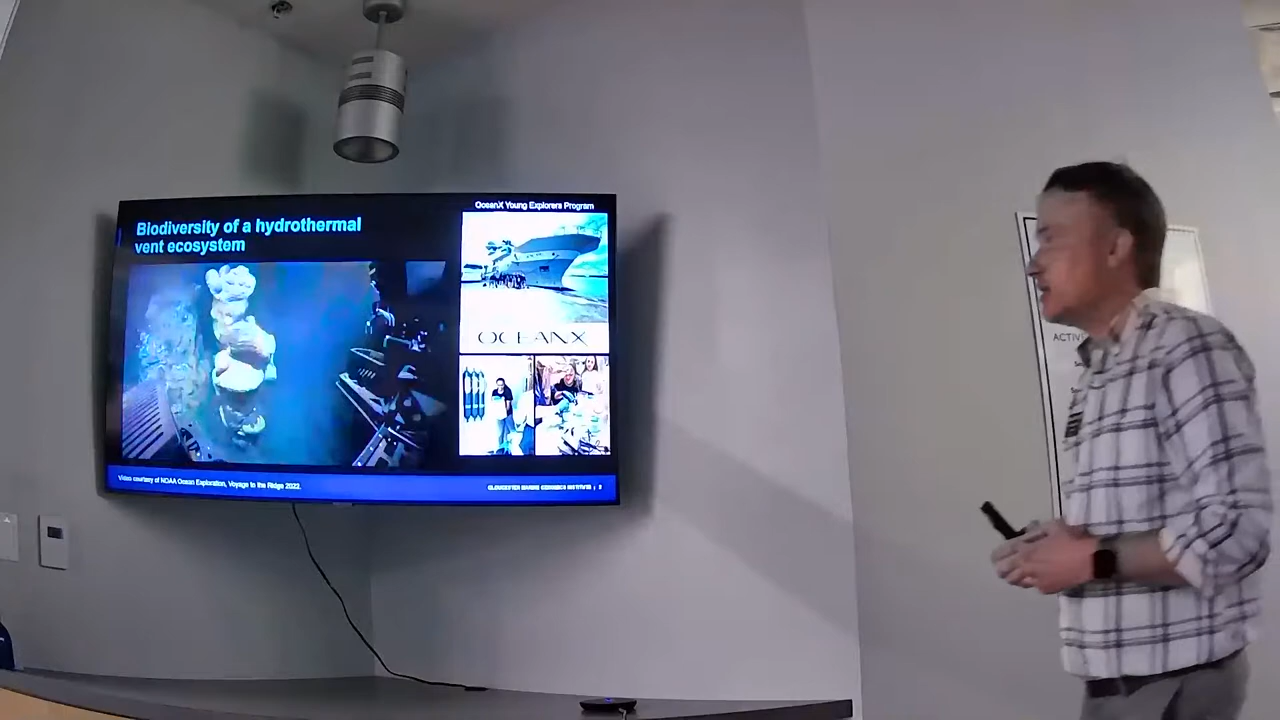 OceanX Young Explorers Program
Biodiversity of a hydrothermal
vent ecosystem
OCEANX
Video courtesy of NOAA Ocean Exploration, Voyage to the Ridge 2022.
GLOUCESTER MARINE GENOMICS INSTITUTE |
ACTIV